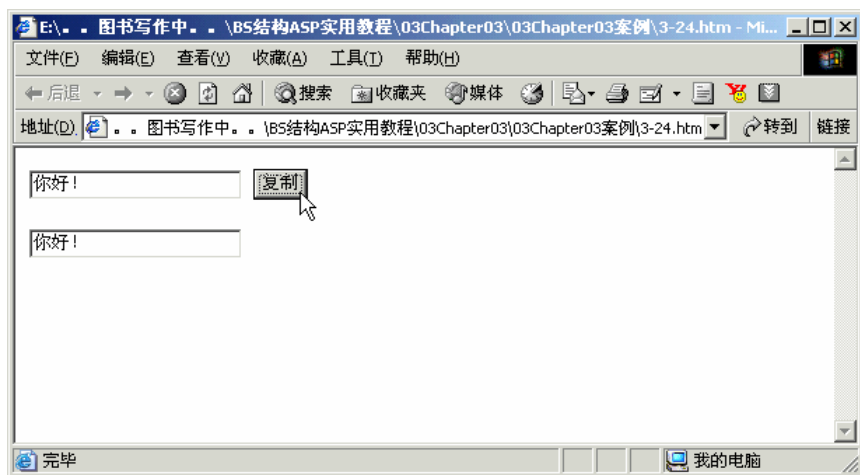 E:\。。图书写作中。。\BS结构ASP实用教程\03Chapter03\03Chapter03案例\3-24.htm - Mi...
文件(F) 编辑(E) 查看(V) 收藏(A) 工具(T) 帮助(H)
后退 搜索 收藏夹 媒体
地址(D) 。。图书写作中。。\BS结构ASP实用教程\03Chapter03\03Chapter03案例\3-24.htm 转到 链接
你好! 复制
你好!
完毕 我的电脑